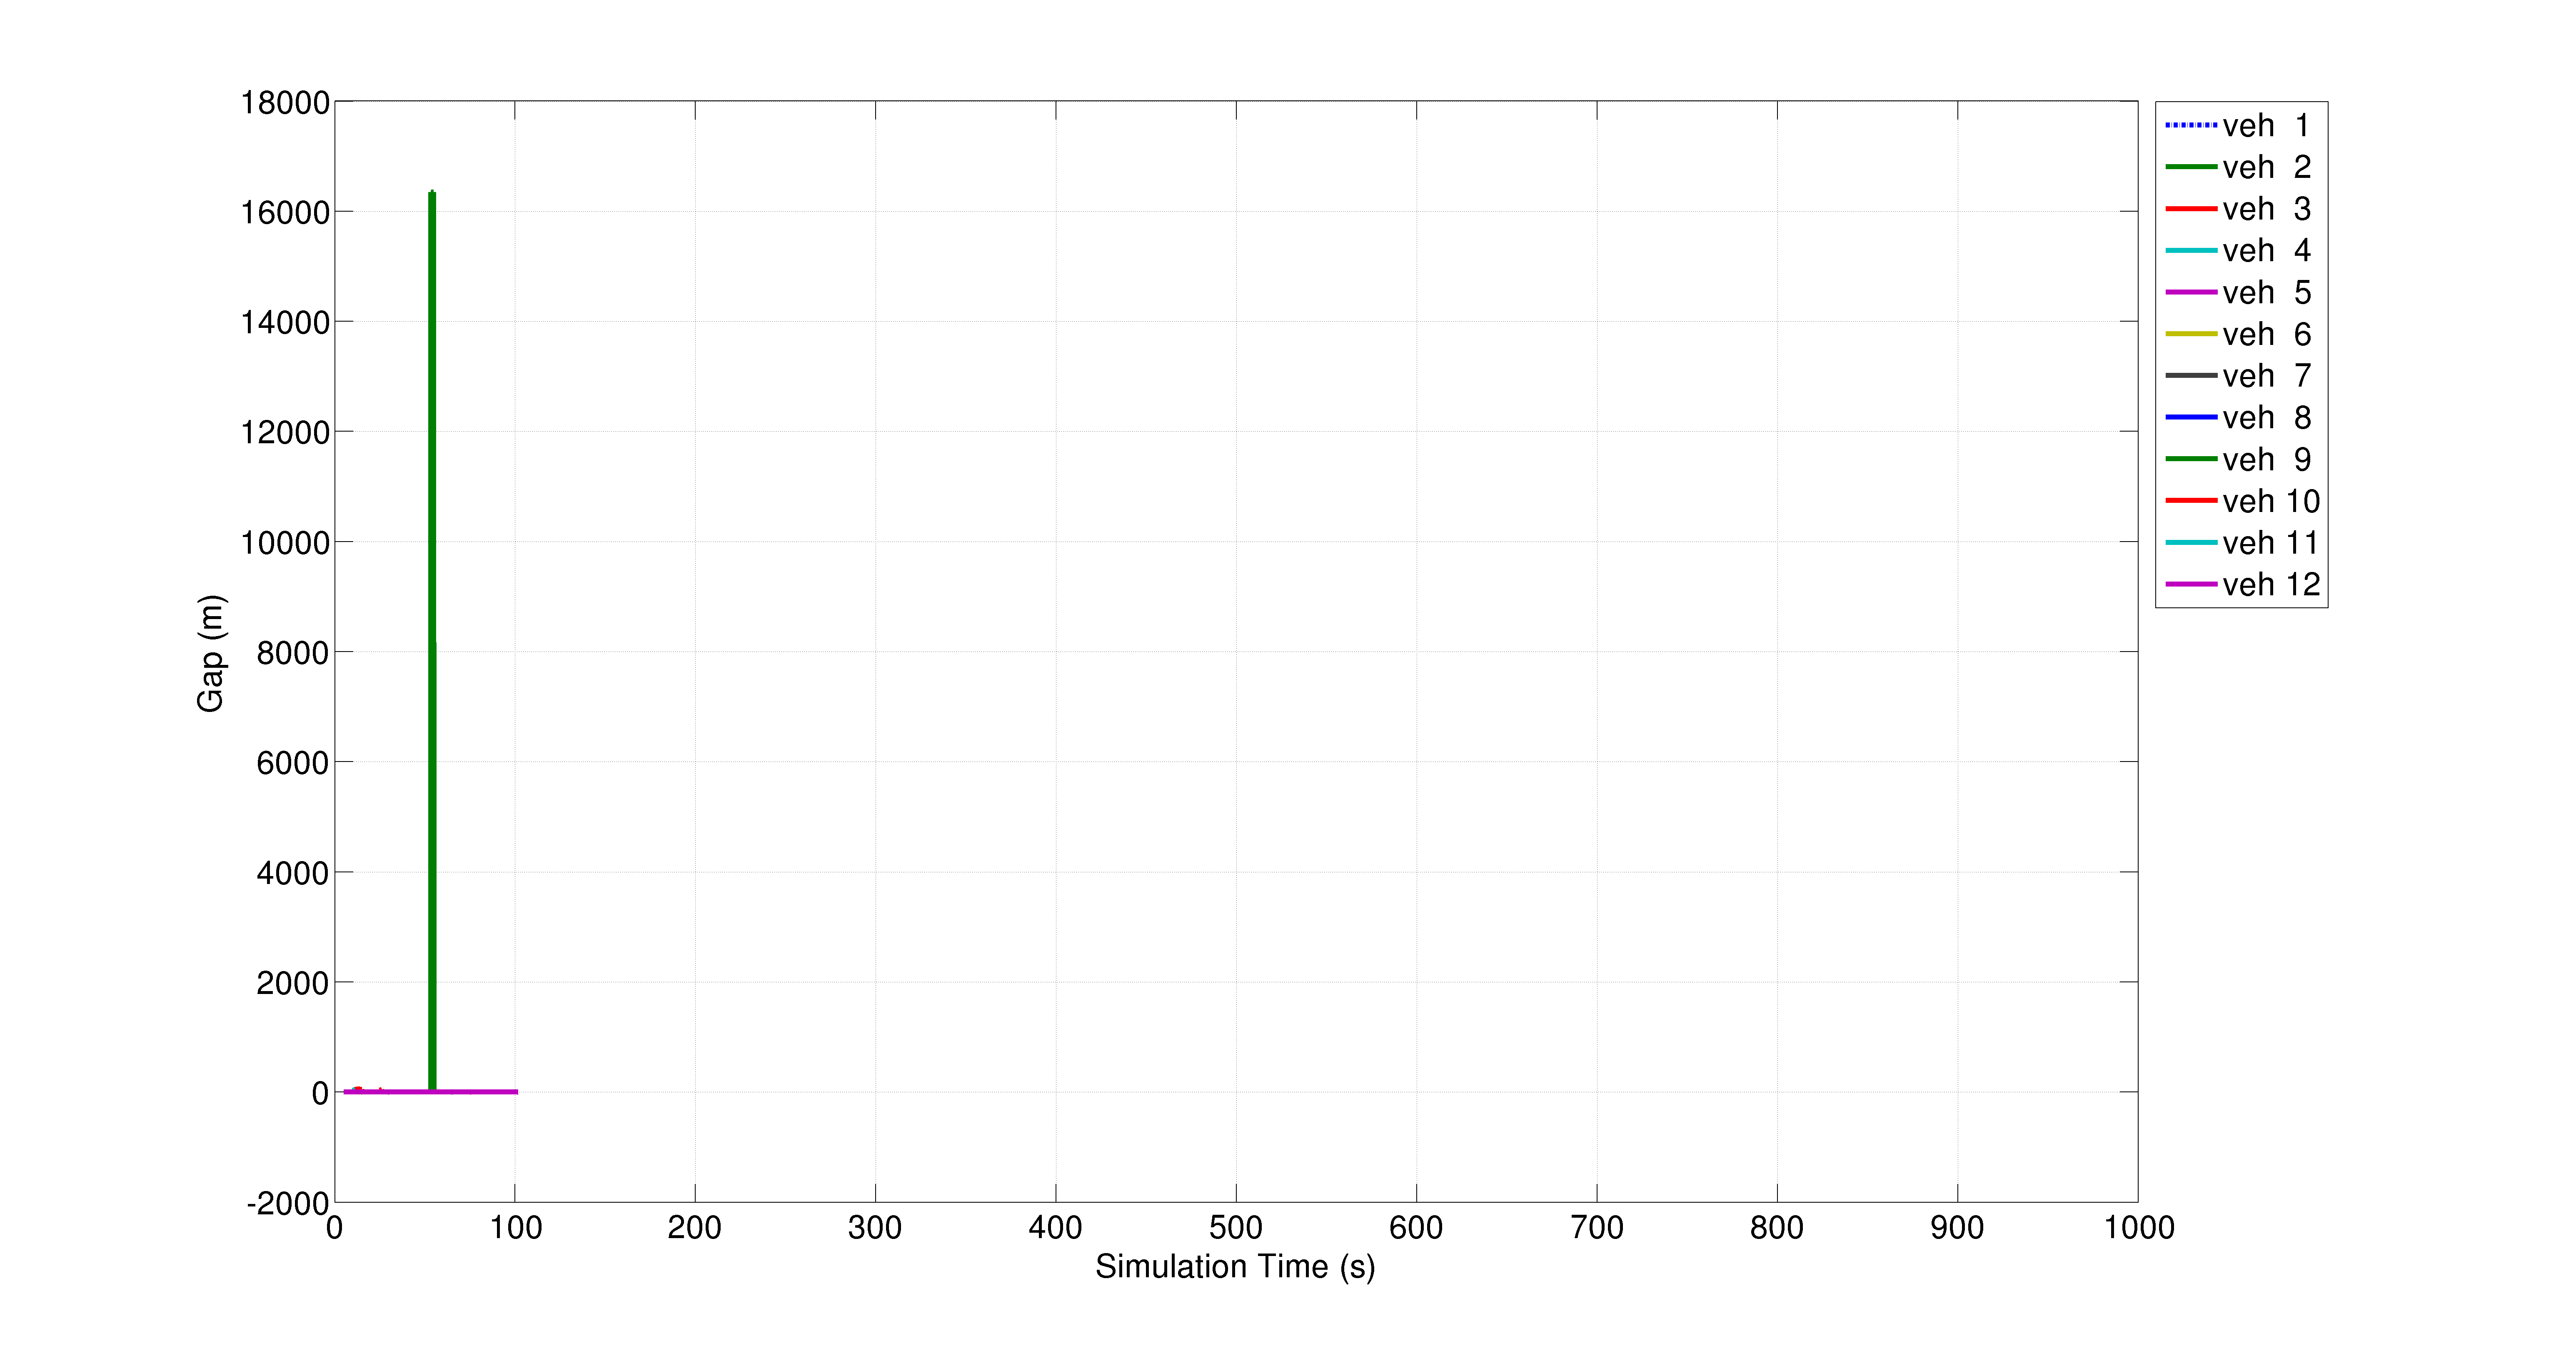 18000
16000
14000
12000
10000
8000
6000
4000
2000
0
-2000
Gap (m)
0 100 200 300 400 500 600 700 800 900 1000
Simulation Time (s)
veh 1
veh 2
veh 3
veh 4
veh 5
veh 6
veh 7
veh 8
veh 9
veh 10
veh 11
veh 12